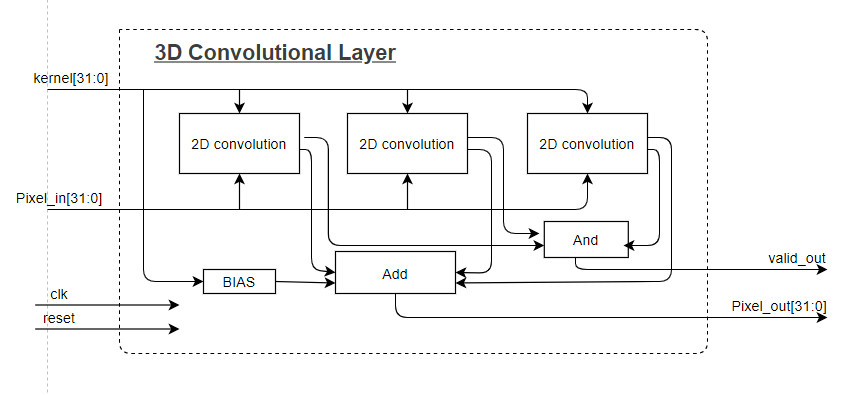 3D Convolutional Layer
kernel[31:0]
2D convolution
2D convolution
2D convolution
Pixel_in[31:0]
And
valid_out
Add
BIAS
clk
Pixel_out[31:0]
reset